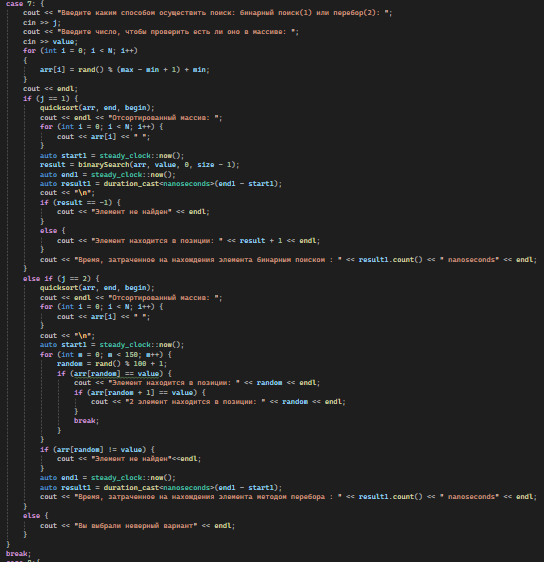 case 7: {
cout << "Введите каким способом осуществить поиск: бинарный поиск(1) или перебор(2): ";
cin >> j;
cout << "Введите число, чтобы проверить есть ли оно в массиве: ";
cin >> value;
for (int i = 0; i < N; i++)
{
arr[i] = rand() % (max - min + 1) + min;
}
cout << endl;
if (j == 1) {
quicksort(arr, end, begin);
cout << endl << "Отсортированный массив: ";
for (int i = 0; i < N; i++) {
cout << arr[i] << " ";
}
auto start1 = steady_clock::now();
result = binarySearch(arr, value, 0, size - 1);
auto end1 = steady_clock::now();
auto result1 = duration_cast<nanoseconds>(end1 - start1);
cout << "\n";
if (result == -1) {
cout << "Элемент не найден" << endl;
}
else {
cout << "Элемент находится в позиции: " << result + 1 << endl;
}
cout << "Время, затраченное на нахождения элемента бинарным поиском : " << result1.count() << " nanoseconds" << endl;
}
else if (j == 2) {
quicksort(arr, end, begin);
cout << endl << "Отсортированный массив: ";
for (int i = 0; i < N; i++) {
cout << arr[i] << " ";
}
cout << "\n";
auto start1 = steady_clock::now();
for (int m = 0; m < 150; m++) {
random = rand() % 100 + 1;
if (arr[random] == value) {
cout << "Элемент находится в позиции: " << random << endl;
if (arr[random + 1] == value) {
cout << "2 элемент находится в позиции: " << random << endl;
}
break;
}
}
if (arr[random] != value) {
cout << "Элемент не найден"<<endl;
}
auto end1 = steady_clock::now();
auto result1 = duration_cast<nanoseconds>(end1 - start1);
cout << "Время, затраченное на нахождения элемента методом перебора : " << result1.count() << " nanoseconds" << endl;
}
else {
cout << "Вы выбрали неверный вариант" << endl;
}
}
break;
case 8:{